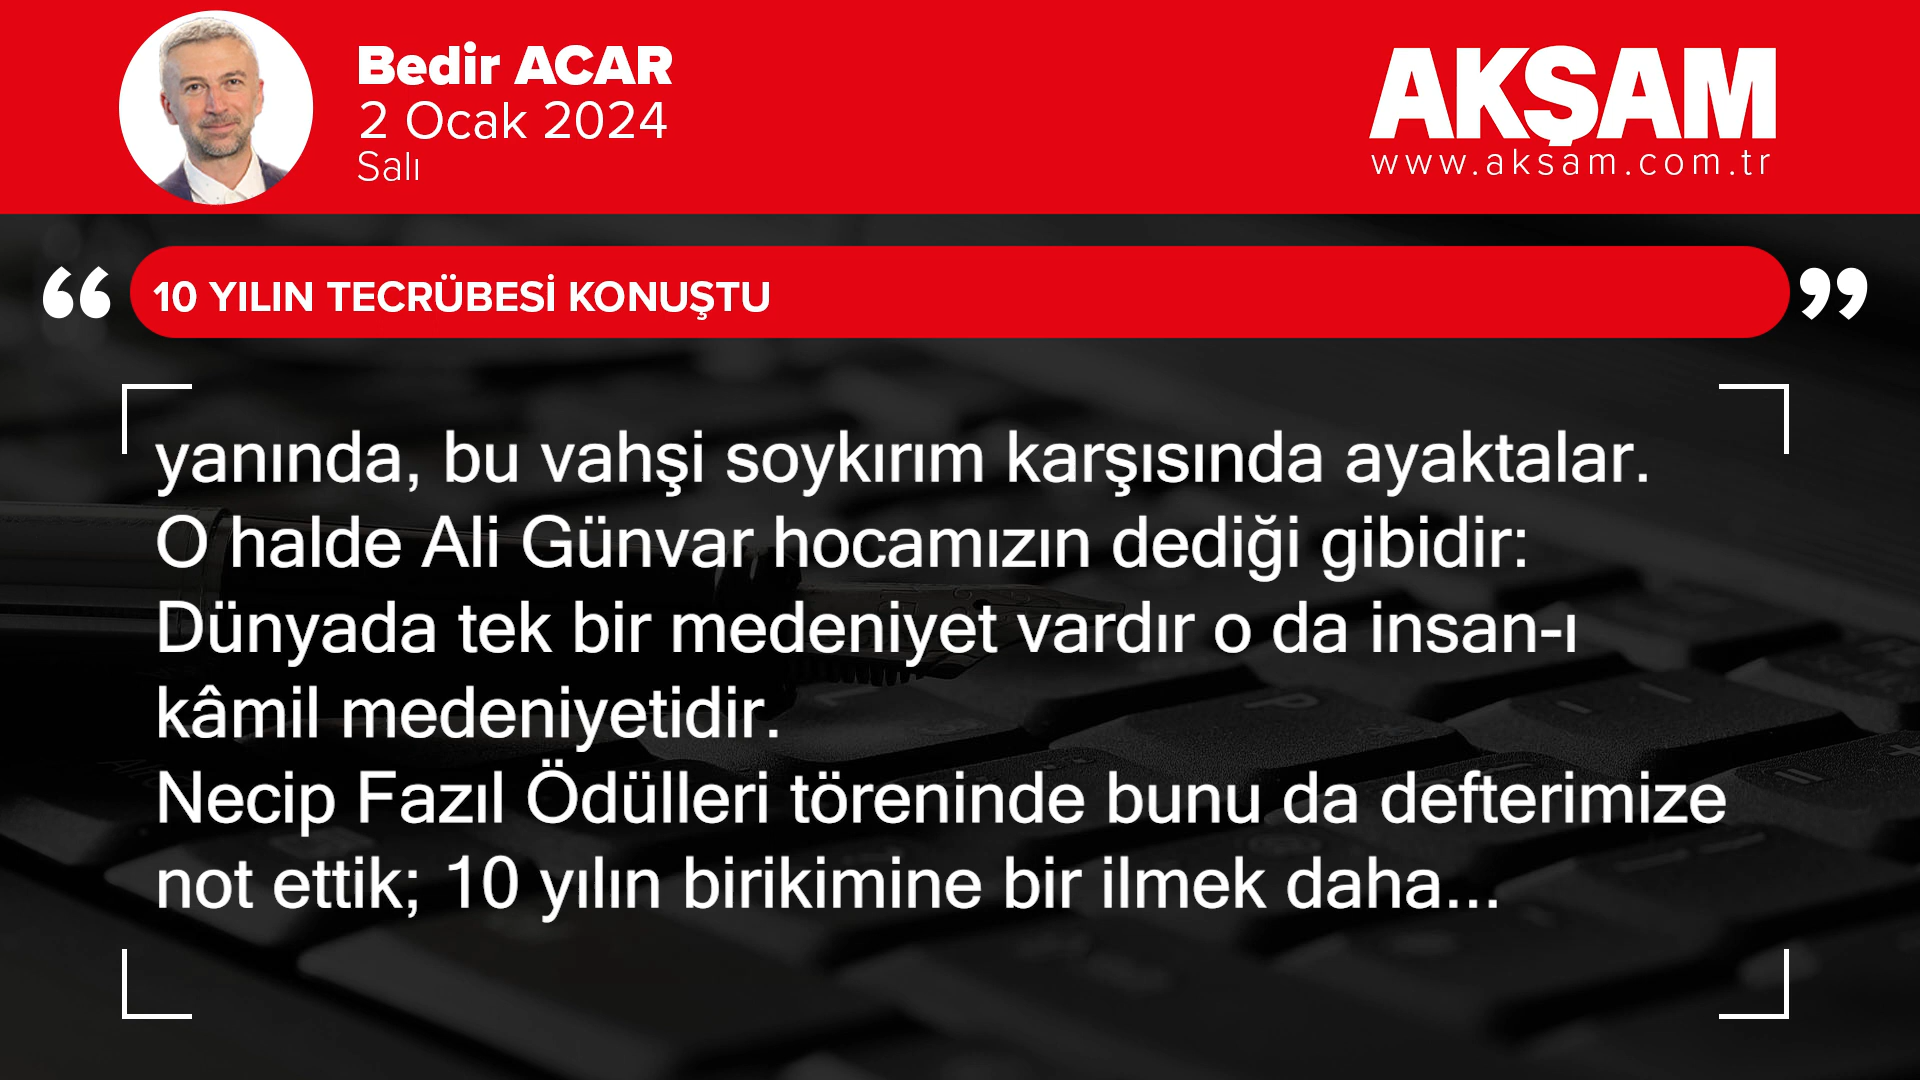 Bedir ACAR
2 Ocak 2024
Salı
AKŞAM
www.aksam.com.tr
“ 10 YILIN TECRÜBESİ KONUŞTU ”
yanında, bu vahşi soykırım karşısında ayaktalar.
O halde Ali Günvar hocamızın dediği gibidir:
Dünyada tek bir medeniyet vardır o da insan-ı
kâmil medeniyetidir.
Necip Fazıl Ödülleri töreninde bunu da defterimize
not ettik; 10 yılın birikimine bir ilmek daha...